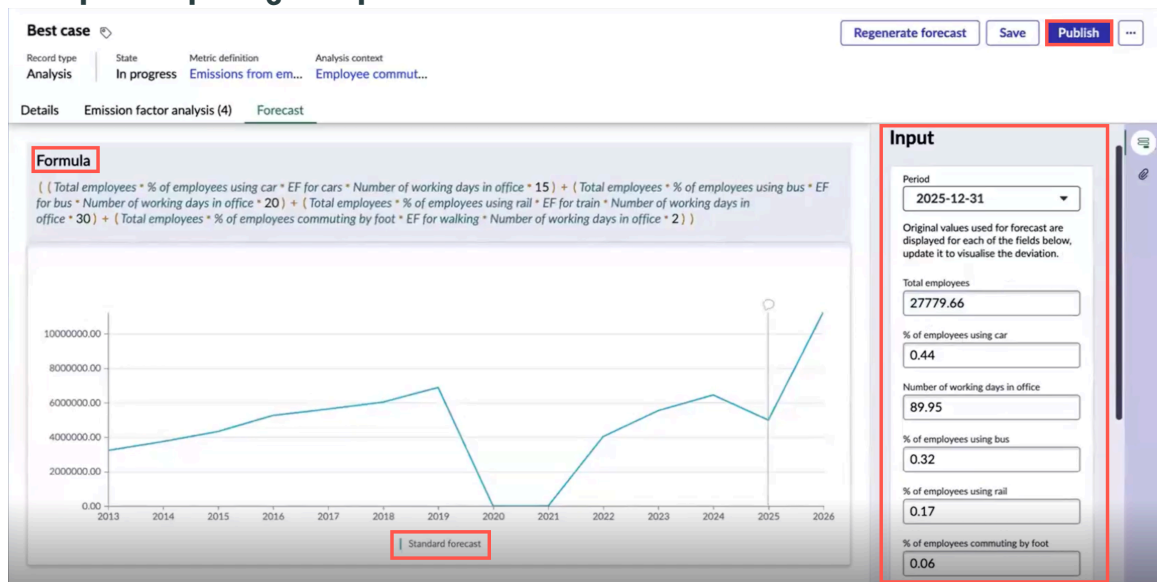 Best case
Regenerate forecast
Save
Publish
...
Record type
State
Metric definition
Analysis context
Analysis
In progress
Emissions from em...
Employee commut...
Details
Emission factor analysis (4)
Forecast
Formula
( ( Total employees * % of employees using car * EF for cars * Number of working days in office * 15 ) + ( Total employees * % of employees using bus * EF
for bus * Number of working days in office * 20 ) + ( Total employees * % of employees using rail * EF for train * Number of working days in
office * 30 ) + ( Total employees * % of employees commuting by foot * EF for walking * Number of working days in office * 2 ) )
10000000.00
8000000.00
6000000.00
4000000.00
2000000.00
0.00
2013 2014 2015 2016 2017 2018 2019 2020 2021 2022 2023 2024 2025 2026
Standard forecast
Input
Period
2025-12-31
Original values used for forecast are
displayed for each of the fields below,
update it to visualise the deviation.
Total employees
27779.66
% of employees using car
0.44
Number of working days in office
89.95
% of employees using bus
0.32
% of employees using rail
0.17
% of employees commuting by foot
0.06